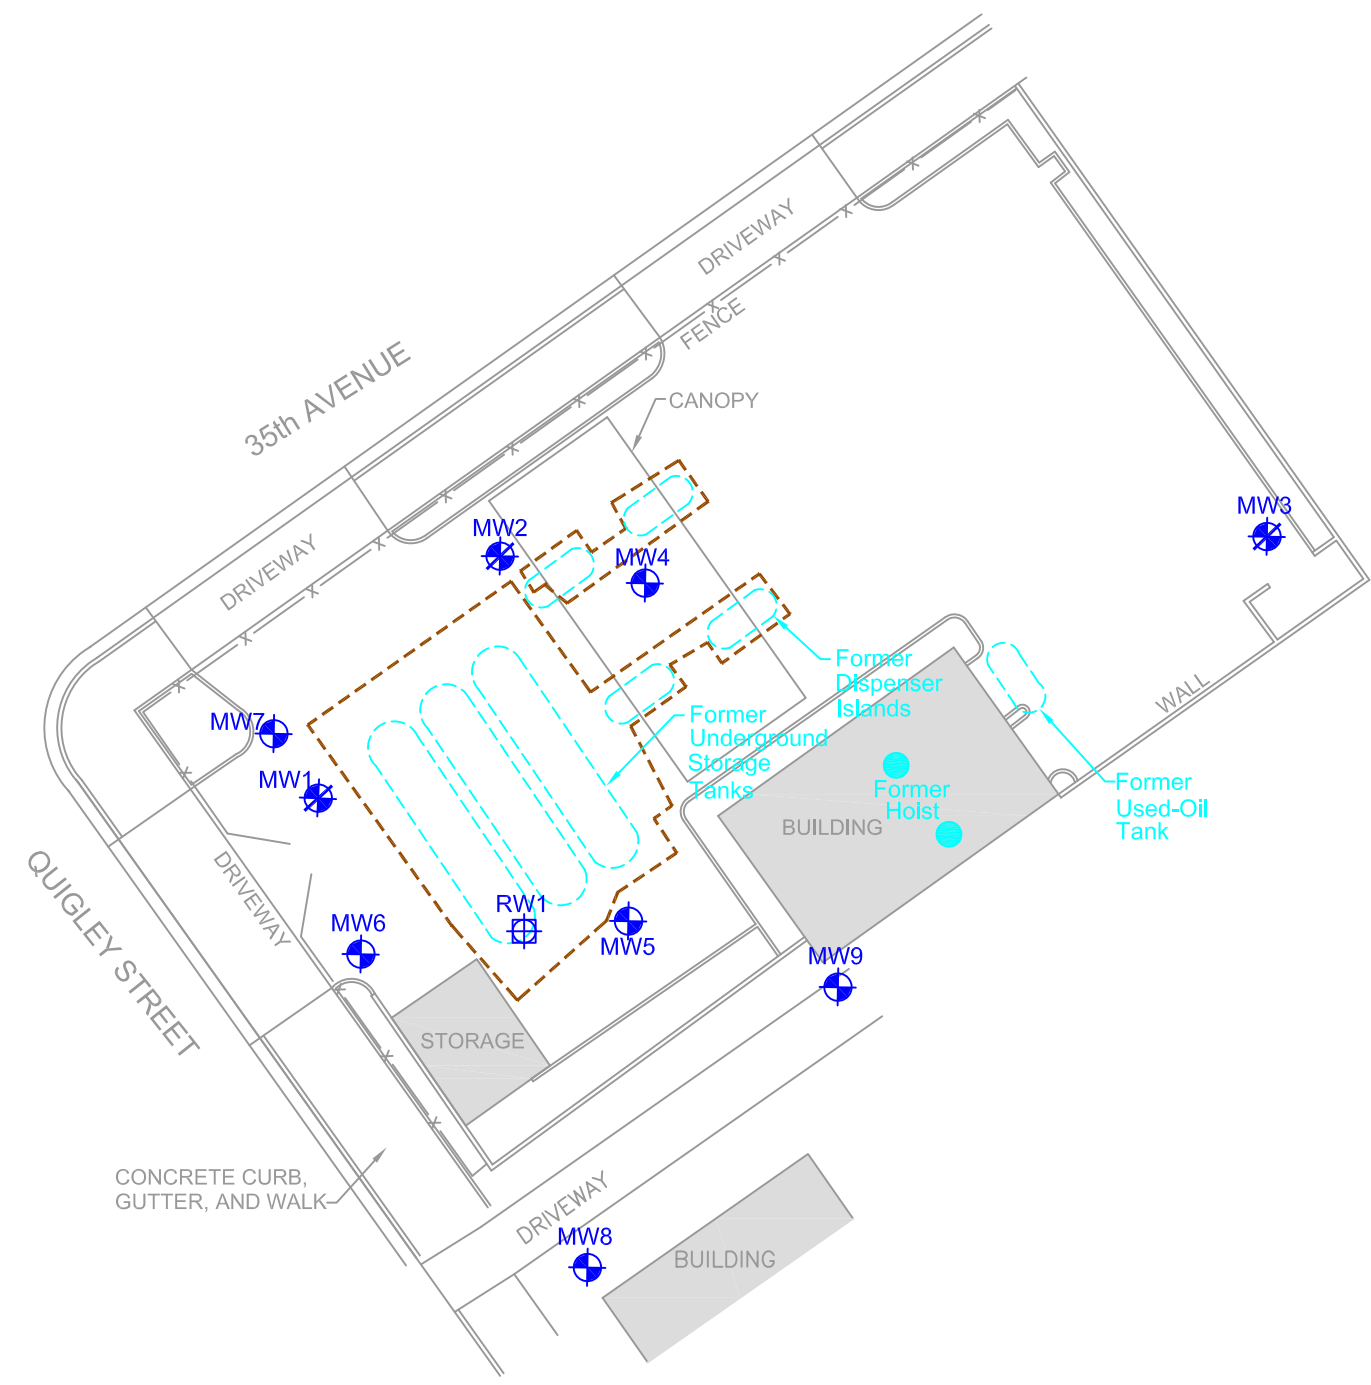 35th AVENUE
DRIVEWAY
FENCE
CANOPY
DRIVEWAY
MW2
MW4
MW3
MW7
MW1
Former
Dispenser
Islands
WALL
Former
Underground
Storage
Tanks
Former
Hoist
BUILDING
Former
Used-Oil
Tank
QUIGLEY STREET
DRIVEWAY
RW1
MW6
MW5
MW9
STORAGE
CONCRETE CURB,
GUTTER, AND WALK
DRIVEWAY
MW8
BUILDING